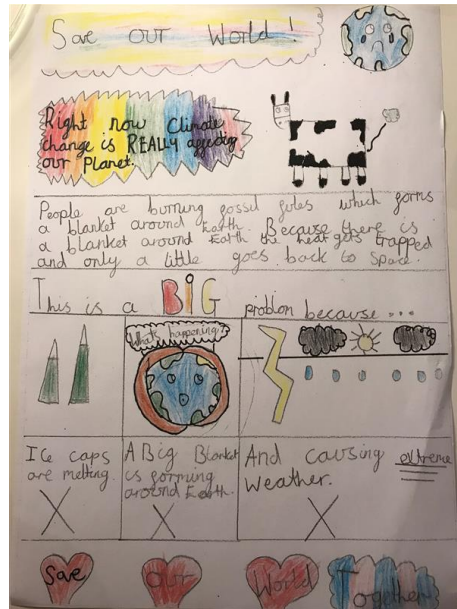 Save our World!
Right now Climate
change is REALLY affecting
our Planet.
People are burning fossil fules which forms
a blanket around Earth. Because there is
a blanket around Earth the heat gets trapped
and only a little goes back to Space.
This is a BiG problem because...
What's happening?
Ice caps
are melting.
A Big Blanket
is forming
around Earth.
And causing extreme
weather.
Save our World Together